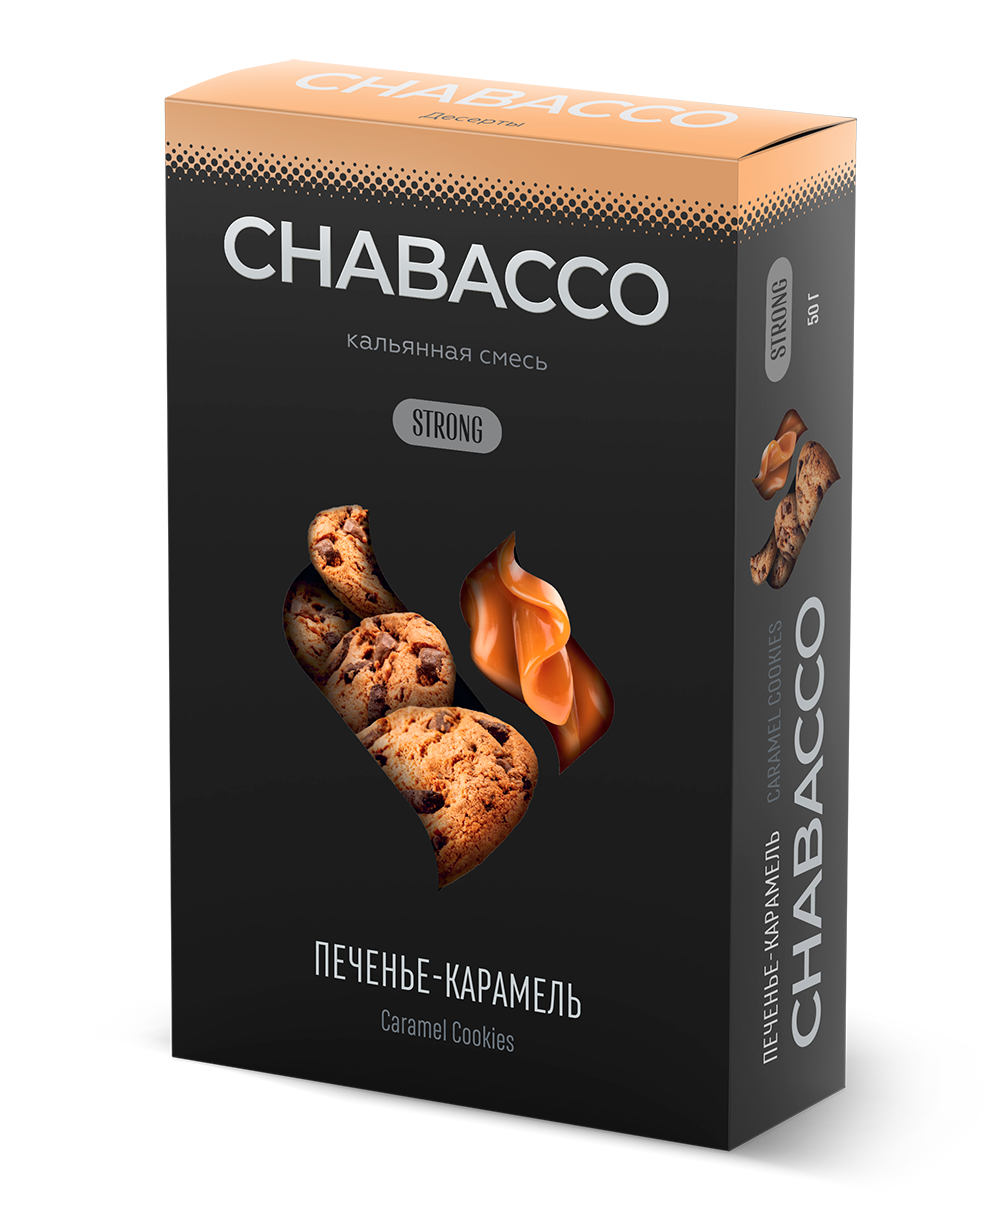 CHABACCO
Десерты
CHABACCO
кальянная смесь
STRONG
ПЕЧЕНЬЕ-КАРАМЕЛЬ
Caramel Cookies
STRONG
50 Г
ПЕЧЕНЬЕ-КАРАМЕЛЬ
CARAMEL COOKIES
CHABACCO